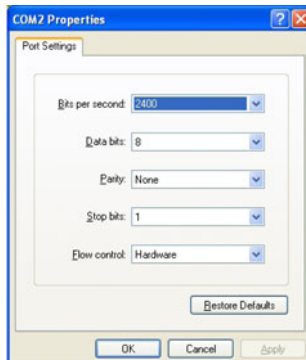 COM2 Properties
Port Settings
Bits per second: 2400
Data bits: 8
Parity: None
Stop bits: 1
Flow control: Hardware
Restore Defaults
OK Cancel Apply